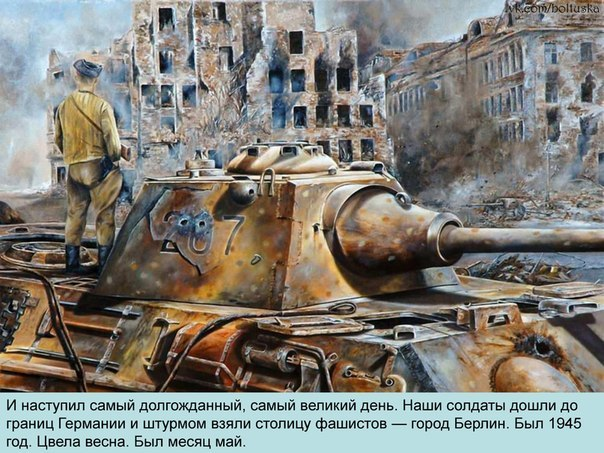 vk.com/boltuska
207
И наступил самый долгожданный, самый великий день. Наши солдаты дошли до
границ Германии и штурмом взяли столицу фашистов — город Берлин. Был 1945
год. Цвела весна. Был месяц май.